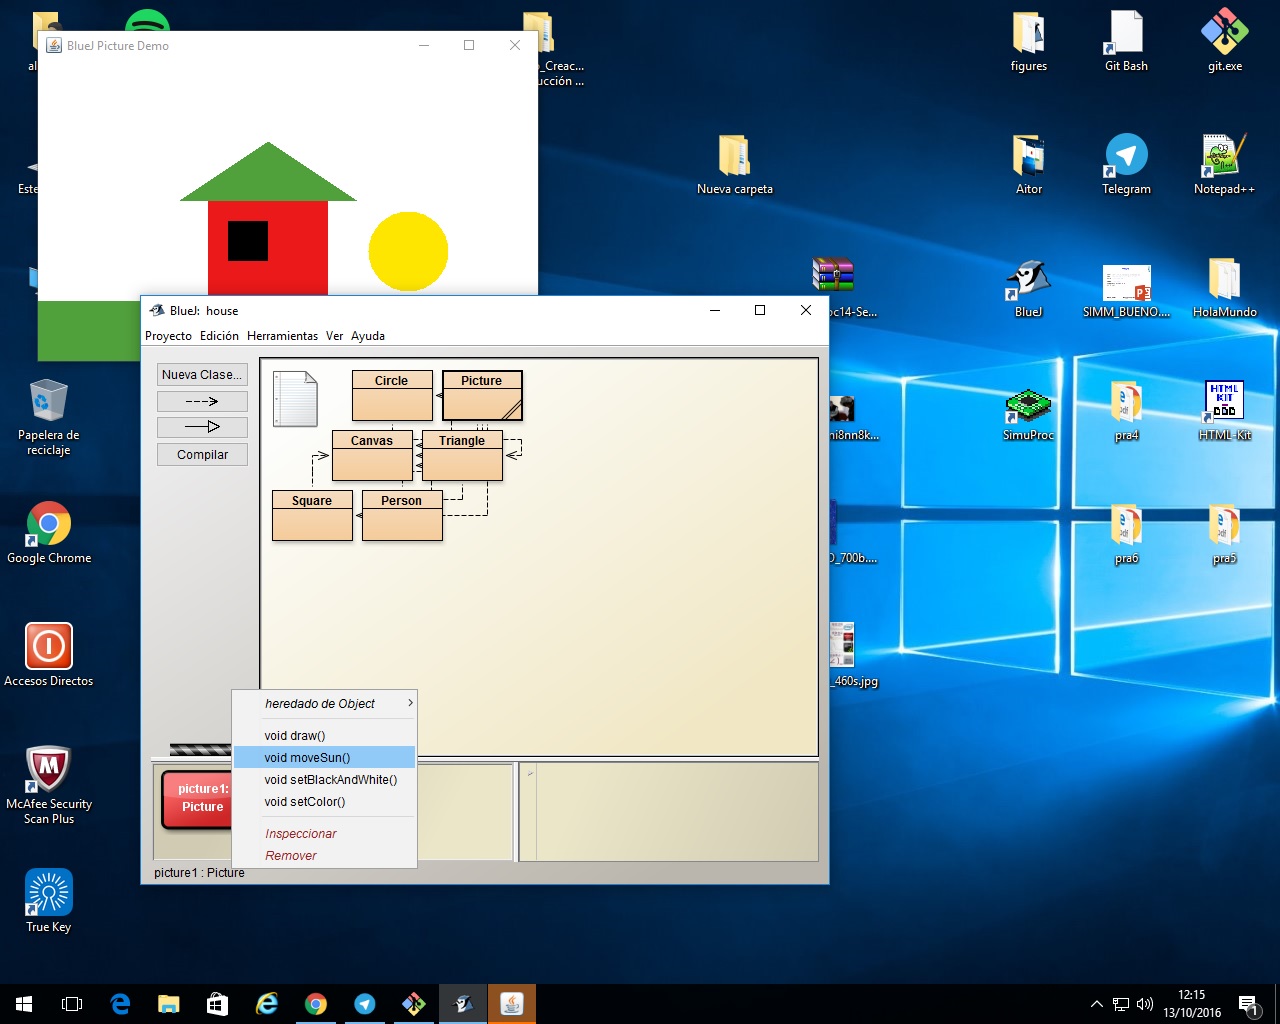 BlueJ Picture Demo
_Creac...
ucción ...
figures
Git Bash
git.exe
Este
Nueva carpeta
Aitor
Telegram
Notepad++
BlueJ: house
Proyecto Edición Herramientas Ver Ayuda
Nueva Clase...
Compilar
Circle
Picture
Canvas
Triangle
Square
Person
oc14-Se...
BlueJ
SIMM_BUENO....
HolaMundo
Papelera de
reciclaje
ni8nn8k...
SimuProc
pra4
HTML-Kit
HTML
KIT
Google Chrome
_700b....
pra6
pra5
Accesos Directos
_460s.jpg
heredado de Object
void draw()
void moveSun()
void setBlackAndWhite()
void setColor()
Inspeccionar
Remover
picture1:
Picture
picture1 : Picture
McAfee Security
Scan Plus
True Key
12:15
13/10/2016
1